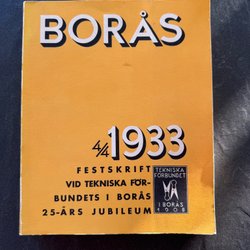 BORÅS
4/4 1933
FESTSKRIFT
VID TEKNISKA FÖR-
BUNDETS I BORÅS
25-ÅRS JUBILEUM
TEKNISKA
FÖRBUNDET
I BORÅS
1908